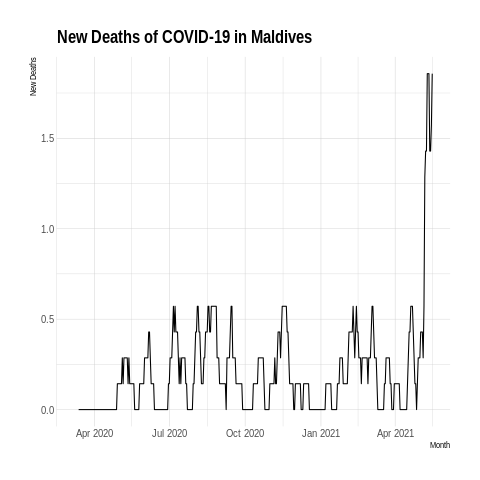 New Deaths of COVID-19 in Maldives
New Deaths
1.5
1.0
0.5
0.0
Apr 2020 Jul 2020 Oct 2020 Jan 2021 Apr 2021
Month